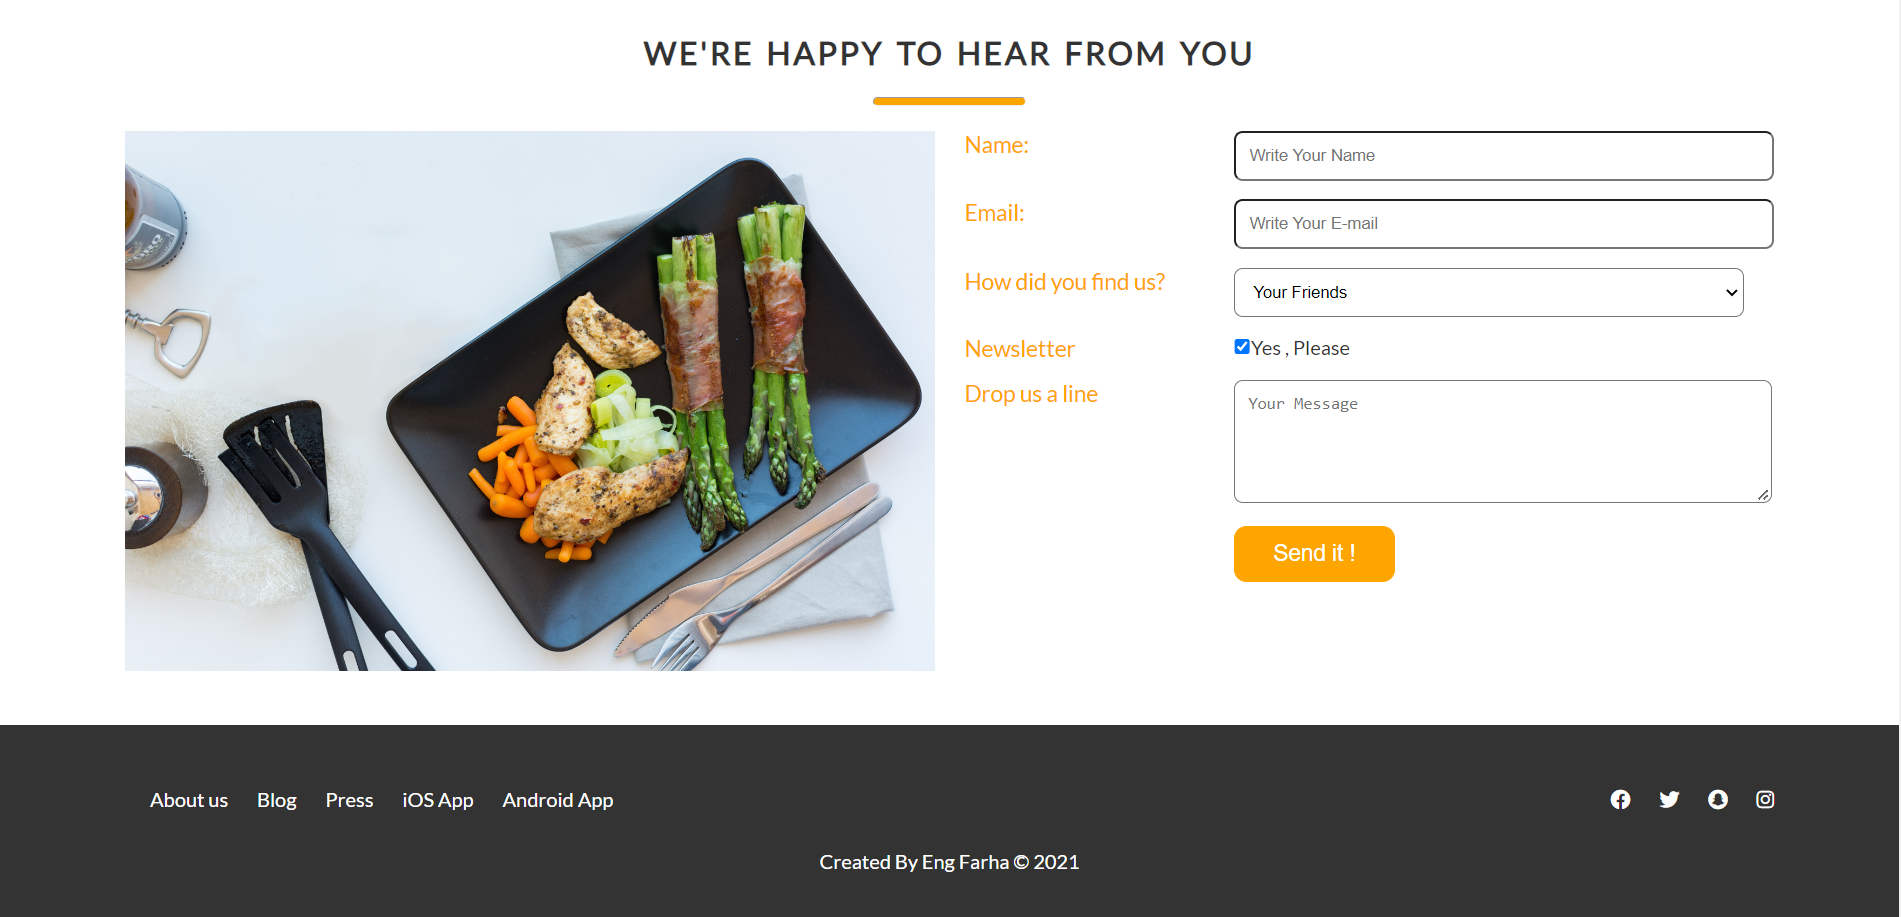 WE'RE HAPPY TO HEAR FROM YOU
Name:
Write Your Name
Email:
Write Your E-mail
How did you find us?
Your Friends
Newsletter
Yes , Please
Drop us a line
Your Message
Send it !
About us
Blog
Press
iOS App
Android App
Created By Eng Farha © 2021